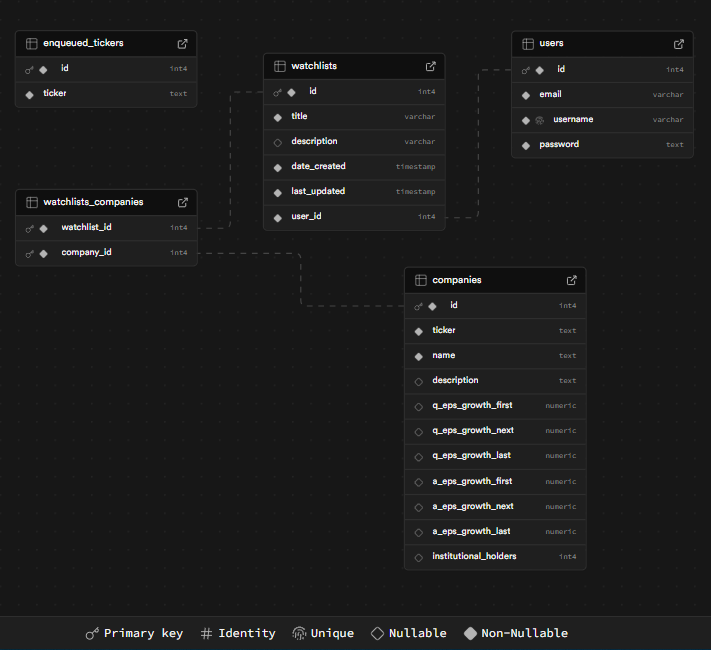 enqueued_tickers
id int4
ticker text
watchlists
id int4
title varchar
description varchar
date_created timestamp
last_updated timestamp
user_id int4
users
id int4
email varchar
username varchar
password text
watchlists_companies
watchlist_id int4
company_id int4
companies
id int4
ticker text
name text
description text
q_eps_growth_first numeric
q_eps_growth_next numeric
q_eps_growth_last numeric
a_eps_growth_first numeric
a_eps_growth_next numeric
a_eps_growth_last numeric
institutional_holders int4
Primary key Identity Unique Nullable Non-Nullable